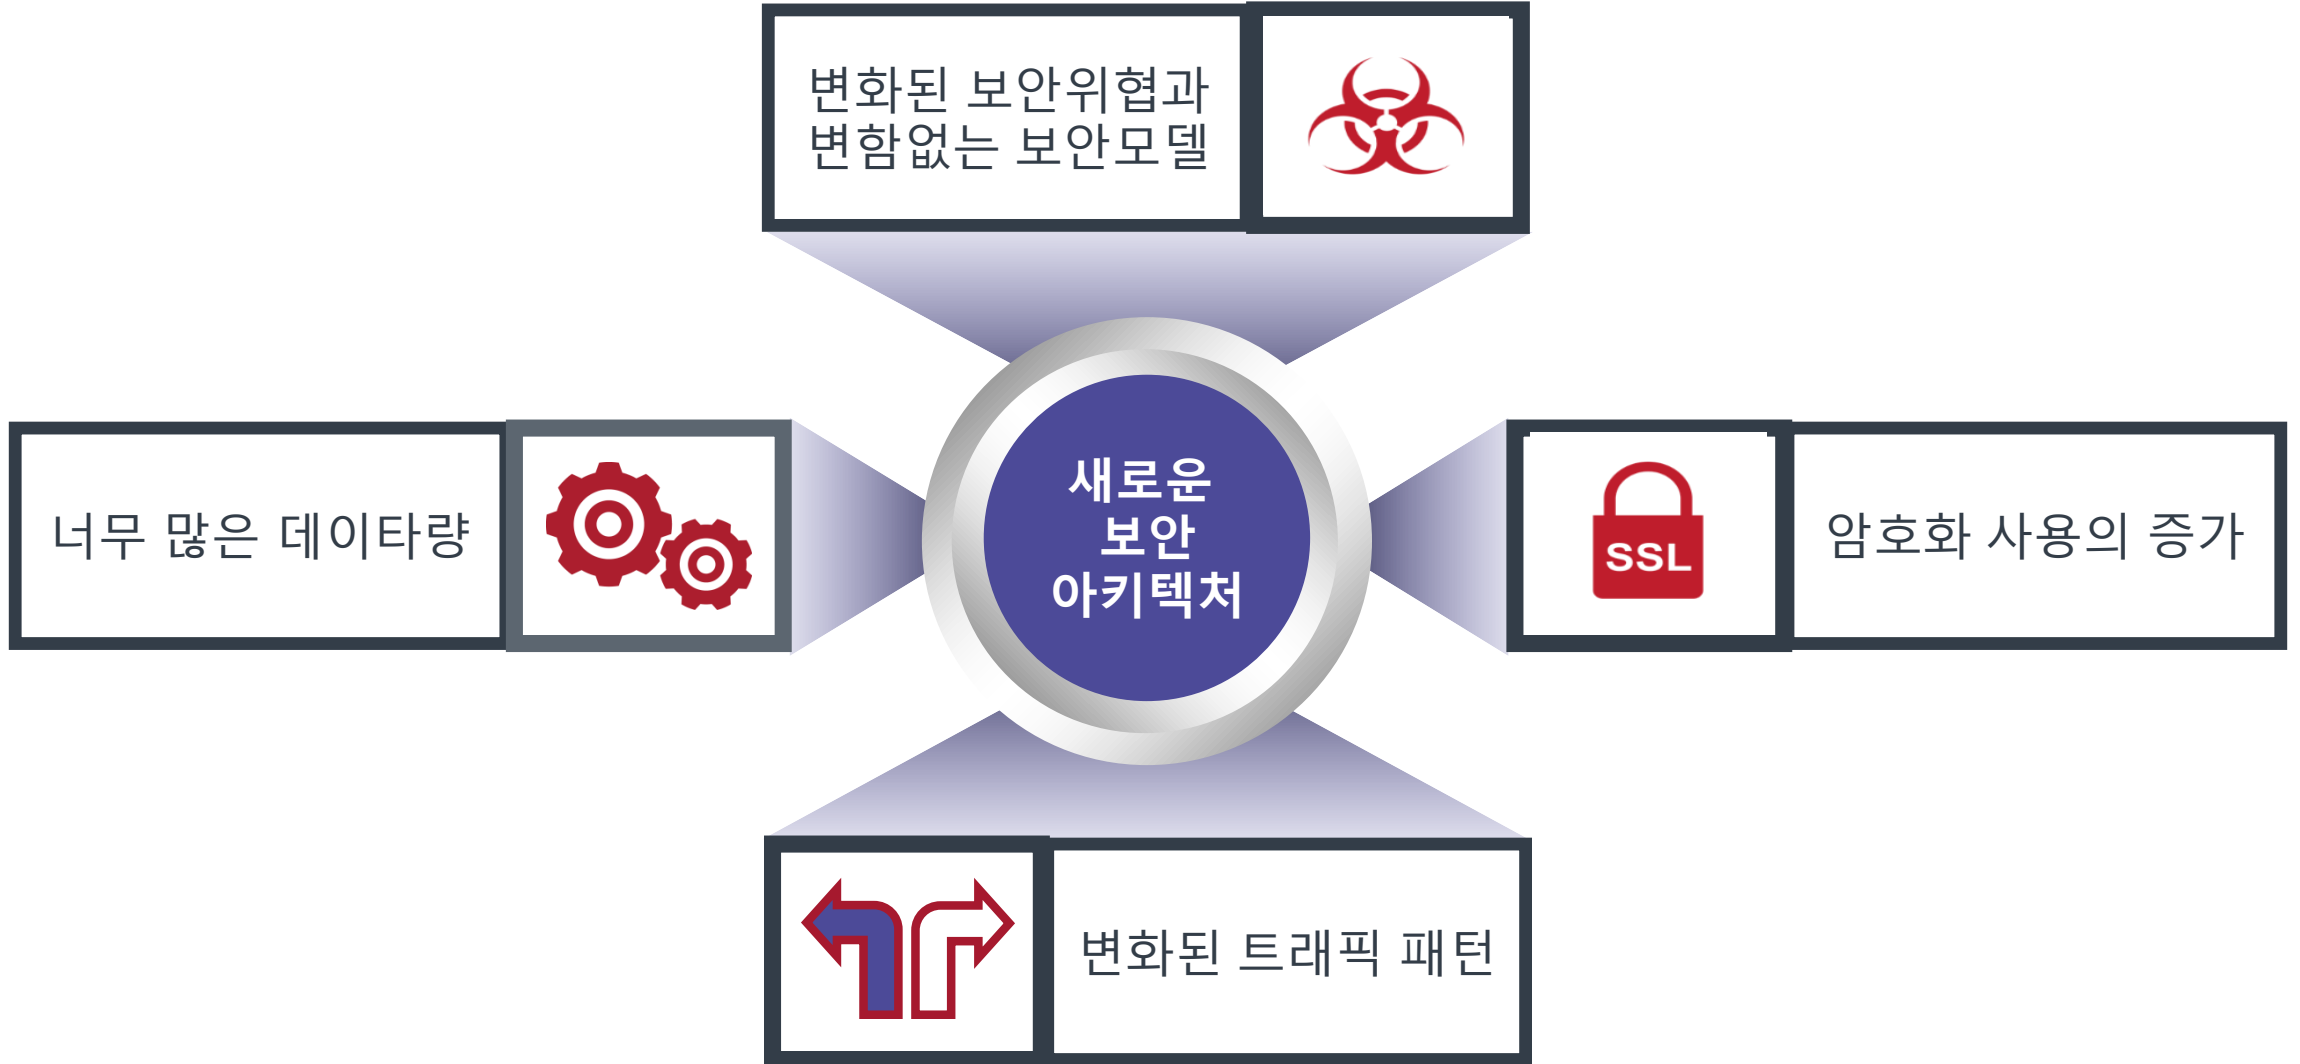 변화된 보안위협과
변함없는 보안모델
너무 많은 데이타량
새로운
보안
아키텍처
SSL
암호화 사용의 증가
변화된 트래픽 패턴